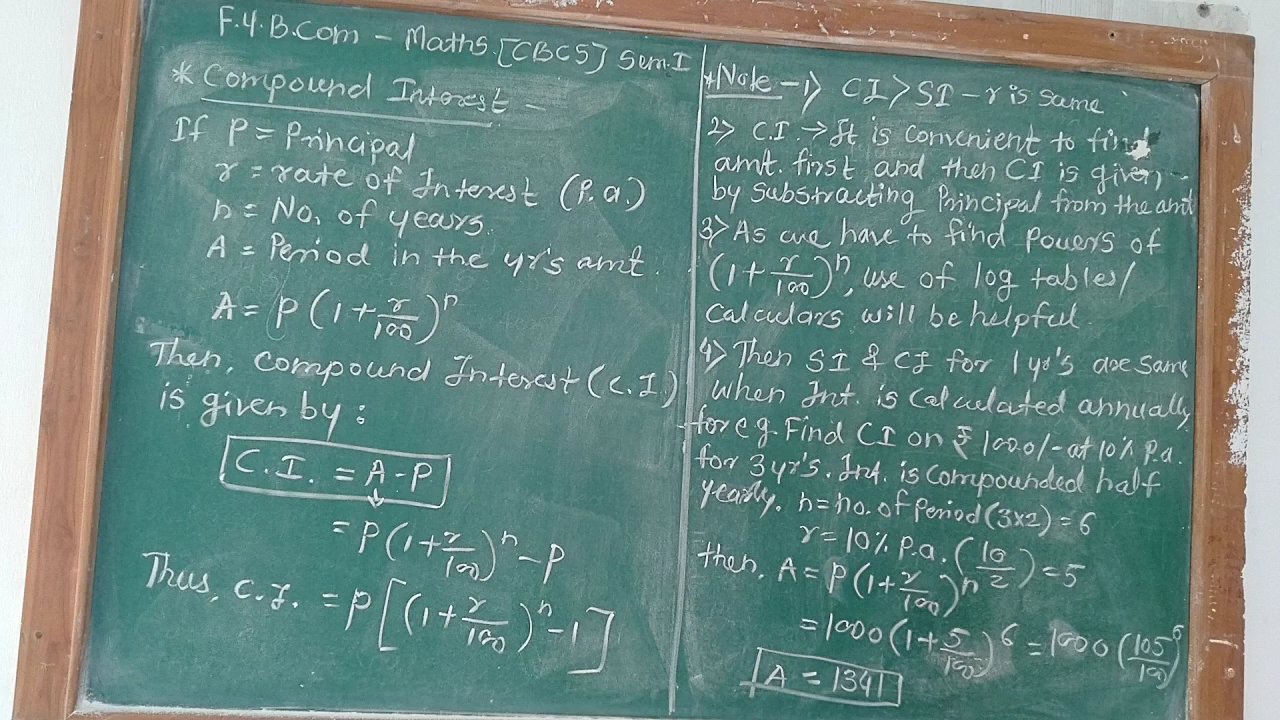 F.Y.B.Com - Maths [CBCS] Sem. I
* Compound Interest -
If P = Principal
r = rate of Interest (P.a.)
n = No. of years.
A = Period in the yr's amt.
A = P (1 + r/100)^n
Then, compound Interest (C.I.)
is given by :
C.I. = A - P
= P (1 + r/100)^n - P
Thus, C.I. = P [(1 + r/100)^n - 1]
* Note - 1> CI > SI - r is same
2> C.I. → It is convenient to find
amt. first and then CI is given
by substracting Principal from the amt
3> As we have to find powers of
(1 + r/100)^n, use of log tables/
calculars will be helpful.
4> Then SI & CI for 1 yr's are same
when Int. is calculated annually
for e.g. Find CI on ₹ 1000/- at 10% P.a.
for 3 yr's. Int. is compounded half
yearly. n = no. of Period (3x2) = 6
r = 10% P.a. (10/2) = 5
then, A = P (1 + r/100)^n
= 1000 (1 + 5/100)^6 = 1000 (105/100)^6
A = 1341